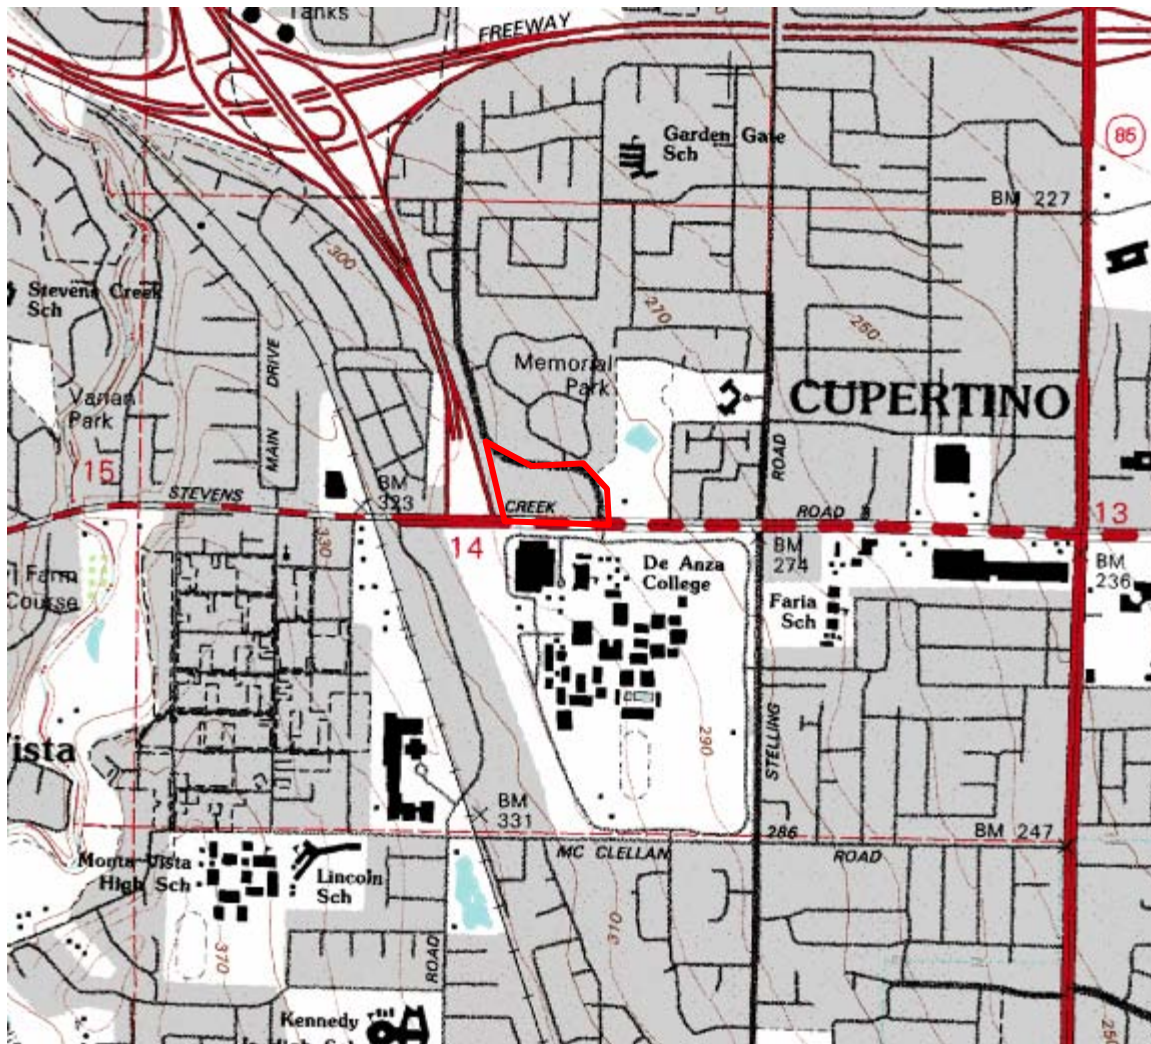 Tanks
FREEWAY
Garden Gate
Sch
85
BM 227
300
Stevens Creek
Sch
270
260
Memorial
Park
MAIN DRIVE
Varian
Park
CUPERTINO
15
STEVENS
BM
323
CREEK
ROAD
ROAD
13
14
330
BM
274
De Anza
College
BM
236
Farm
Course
Faria
Sch
ista
290
STELLING
BM
331
286
BM 247
MC CLELLAN
ROAD
Monta Vista
High Sch
Lincoln
Sch
310
370
ROAD
Kennedy